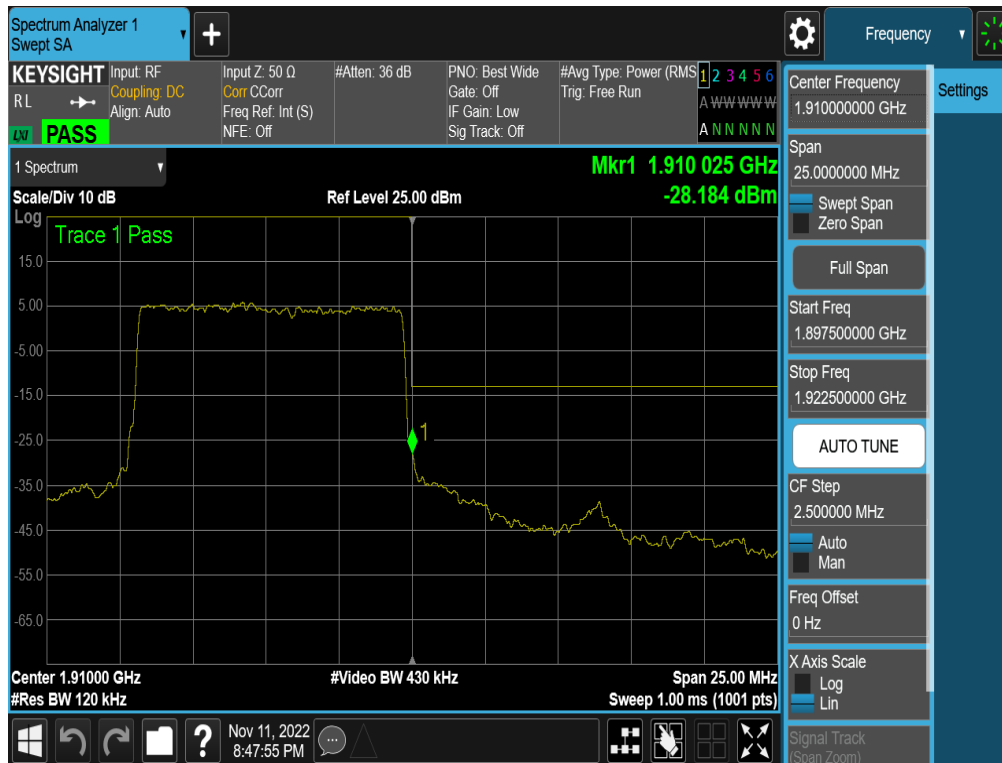 Spectrum Analyzer 1
Swept SA
Frequency
KEYSIGHT
RL
LXI
PASS
Input: RF
Coupling: DC
Align: Auto
Input Z: 50 Ω
Corr CCorr
Freq Ref: Int (S)
NFE: Off
#Atten: 36 dB
PNO: Best Wide
Gate: Off
IF Gain: Low
Sig Track: Off
#Avg Type: Power (RMS
Trig: Free Run
1 2 3 4 5 6
A W W W W W
A N N N N N
1 Spectrum
Mkr1 1.910 025 GHz
-28.184 dBm
Scale/Div 10 dB
Ref Level 25.00 dBm
Log
Trace 1 Pass
15.0
5.00
-5.00
-15.0
-25.0
-35.0
-45.0
-55.0
-65.0
1
Center 1.91000 GHz
#Video BW 430 kHz
Span 25.00 MHz
#Res BW 120 kHz
Sweep 1.00 ms (1001 pts)
Nov 11, 2022
8:47:55 PM
?
Center Frequency
1.910000000 GHz
Span
25.0000000 MHz
Swept Span
Zero Span
Full Span
Start Freq
1.897500000 GHz
Stop Freq
1.922500000 GHz
AUTO TUNE
CF Step
2.500000 MHz
Auto
Man
Freq Offset
0 Hz
X Axis Scale
Log
Lin
Signal Track
(Span Zoom)
Settings